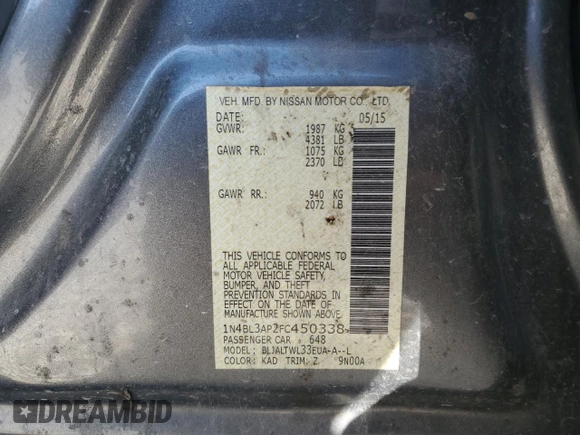 VEH. MFD. BY NISSAN MOTOR CO., LTD.
DATE: 05/15
GVWR: 1987 KG
4381 LB
GAWR FR.: 1075 KG
2370 LB
GAWR RR.: 940 KG
2072 LB
THIS VEHICLE CONFORMS TO
ALL APPLICABLE FEDERAL
MOTOR VEHICLE SAFETY,
BUMPER, AND THEFT
PREVENTION STANDARDS
IN EFFECT ON THE DATE OF
MANUFACTURE SHOWN ABOVE.
1N4BL3AP2FC450338
PASSENGER CAR 648
MODEL: BLJALTWL33EUA-A--L
COLOR: KAD TRIM: Z 9N00A
DREAMBID